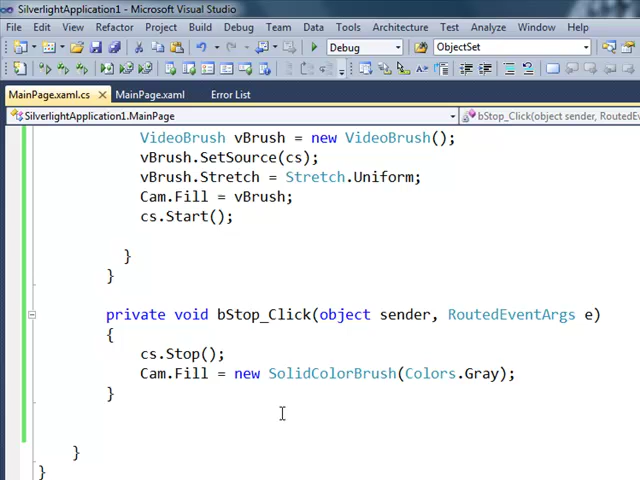 SilverlightApplication1 - Microsoft Visual Studio
File Edit View Refactor Project Build Debug Team Data Tools Architecture Test Analyze Window Help
Debug ObjectSet
MainPage.xaml.cs MainPage.xaml Error List
SilverlightApplication1.MainPage bStop_Click(object sender, RoutedE
VideoBrush vBrush = new VideoBrush();
vBrush.SetSource(cs);
vBrush.Stretch = Stretch.Uniform;
Cam.Fill = vBrush;
cs.Start();
}
}
private void bStop_Click(object sender, RoutedEventArgs e)
{
cs.Stop();
Cam.Fill = new SolidColorBrush(Colors.Gray);
}
}
}